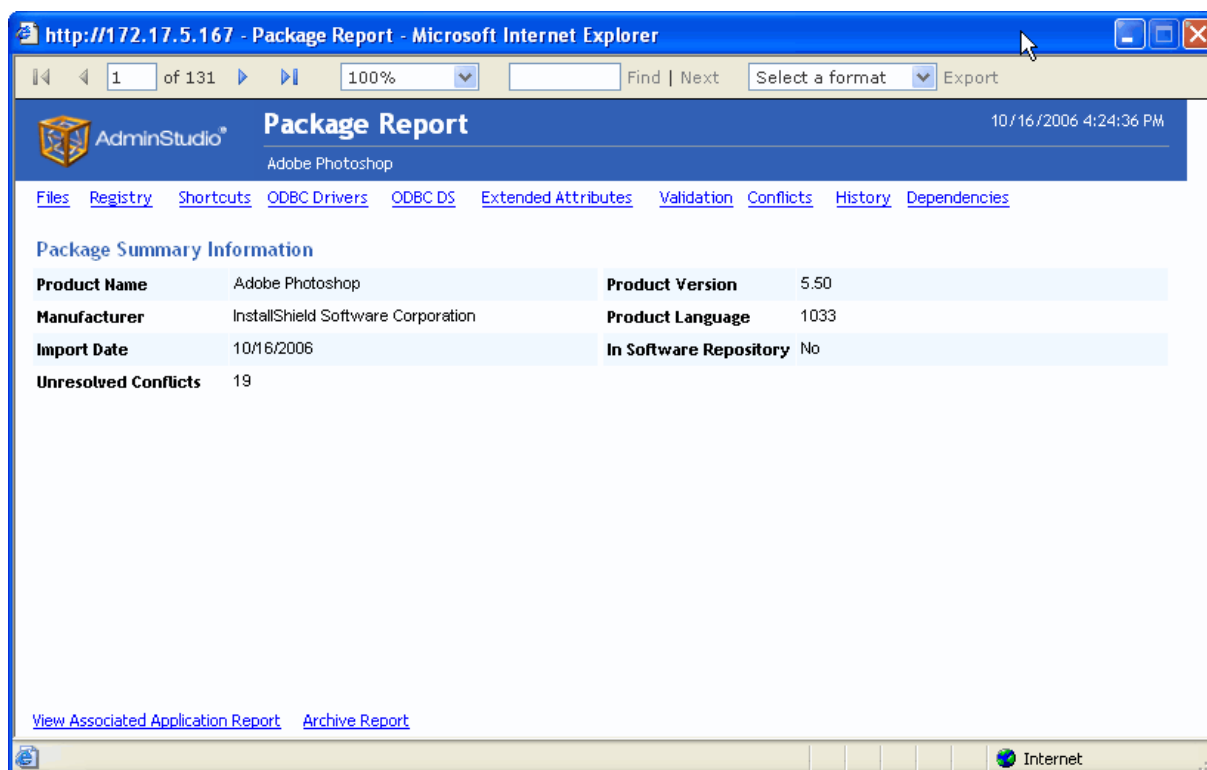 http://172.17.5.167 - Package Report - Microsoft Internet Explorer
1 of 131 100% Find | Next Select a format Export
AdminStudio® Package Report 10/16/2006 4:24:36 PM
Adobe Photoshop
Files Registry Shortcuts ODBC Drivers ODBC DS Extended Attributes Validation Conflicts History Dependencies
Package Summary Information
Product Name Adobe Photoshop Product Version 5.50
Manufacturer InstallShield Software Corporation Product Language 1033
Import Date 10/16/2006 In Software Repository No
Unresolved Conflicts 19
View Associated Application Report Archive Report
Internet